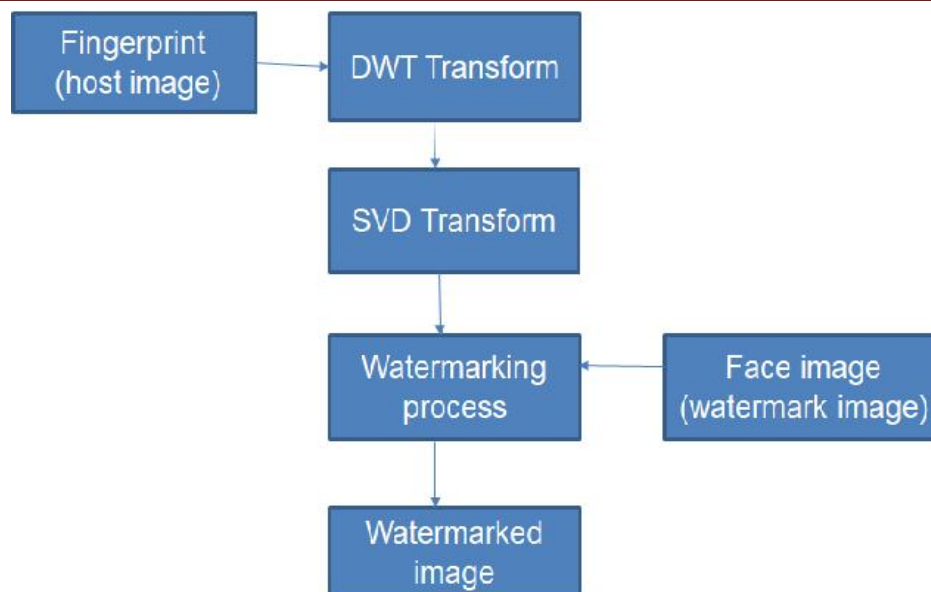 Fingerprint
(host image)
DWT Transform
SVD Transform
Watermarking
process
Face image
(watermark image)
Watermarked
image